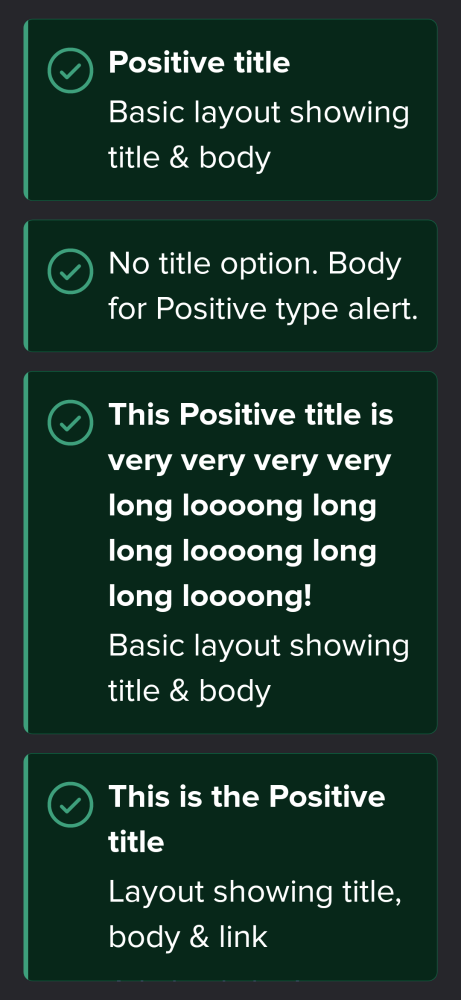 Positive title
Basic layout showing
title & body
No title option. Body
for Positive type alert.
This Positive title is
very very very very
long loooong long
long loooong long
long loooong!
Basic layout showing
title & body
This is the Positive
title
Layout showing title,
body & link